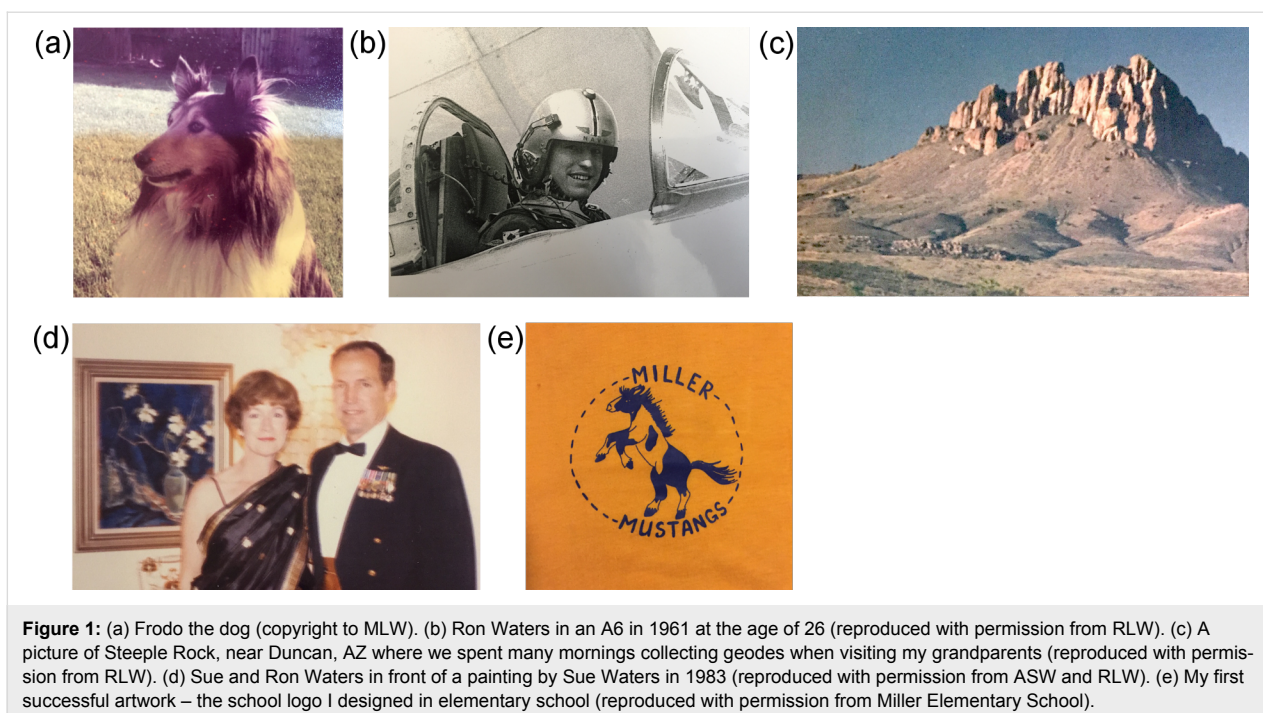 (a)
(b)
(c)
(d)
(e)
MILLER
MUSTANGS
Figure 1: (a) Frodo the dog (copyright to MLW). (b) Ron Waters in an A6 in 1961 at the age of 26 (reproduced with permission from RLW). (c) A
picture of Steeple Rock, near Duncan, AZ where we spent many mornings collecting geodes when visiting my grandparents (reproduced with permis-
sion from RLW). (d) Sue and Ron Waters in front of a painting by Sue Waters in 1983 (reproduced with permission from ASW and RLW). (e) My first
successful artwork – the school logo I designed in elementary school (reproduced with permission from Miller Elementary School).